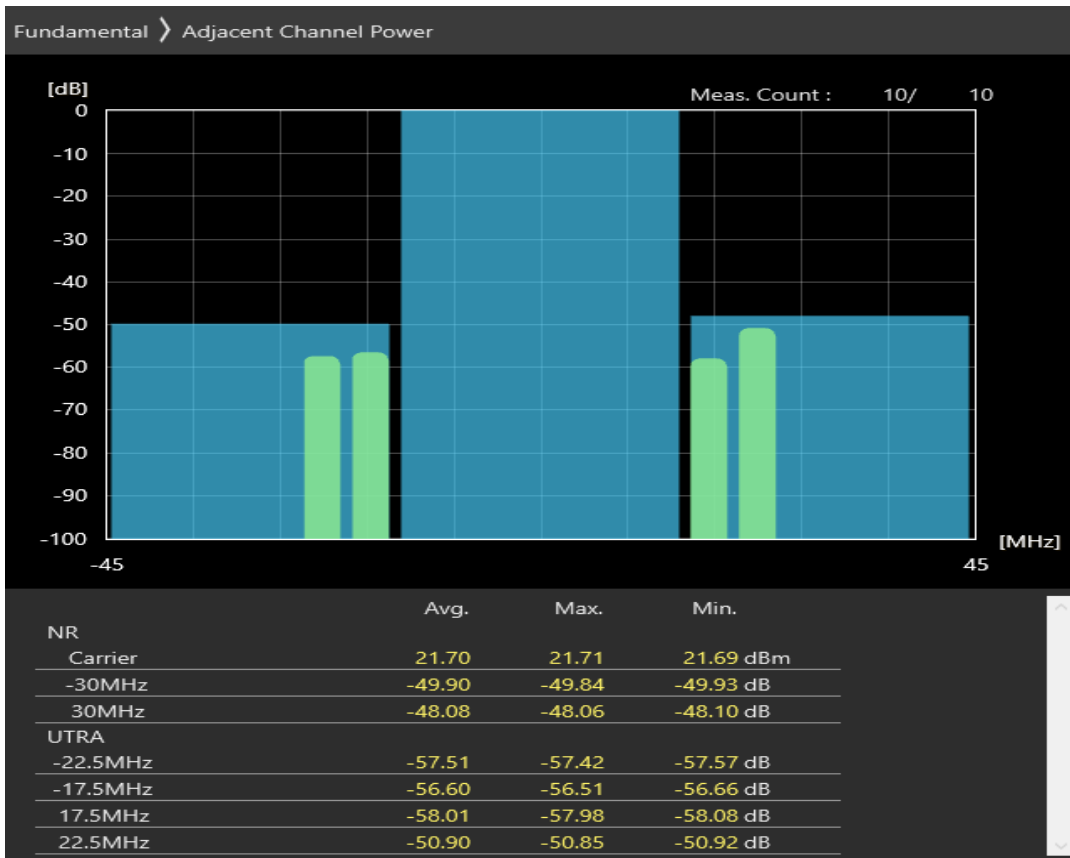 Fundamental 》 Adjacent Channel Power
[dB]
Meas. Count : 10/ 10
0
-10
-20
-30
-40
-50
-60
-70
-80
-90
-100
[MHz]
-45 45
Avg. Max. Min.
NR
Carrier 21.70 21.71 21.69 dBm
-30MHz -49.90 -49.84 -49.93 dB
30MHz -48.08 -48.06 -48.10 dB
UTRA
-22.5MHz -57.51 -57.42 -57.57 dB
-17.5MHz -56.60 -56.51 -56.66 dB
17.5MHz -58.01 -57.98 -58.08 dB
22.5MHz -50.90 -50.85 -50.92 dB